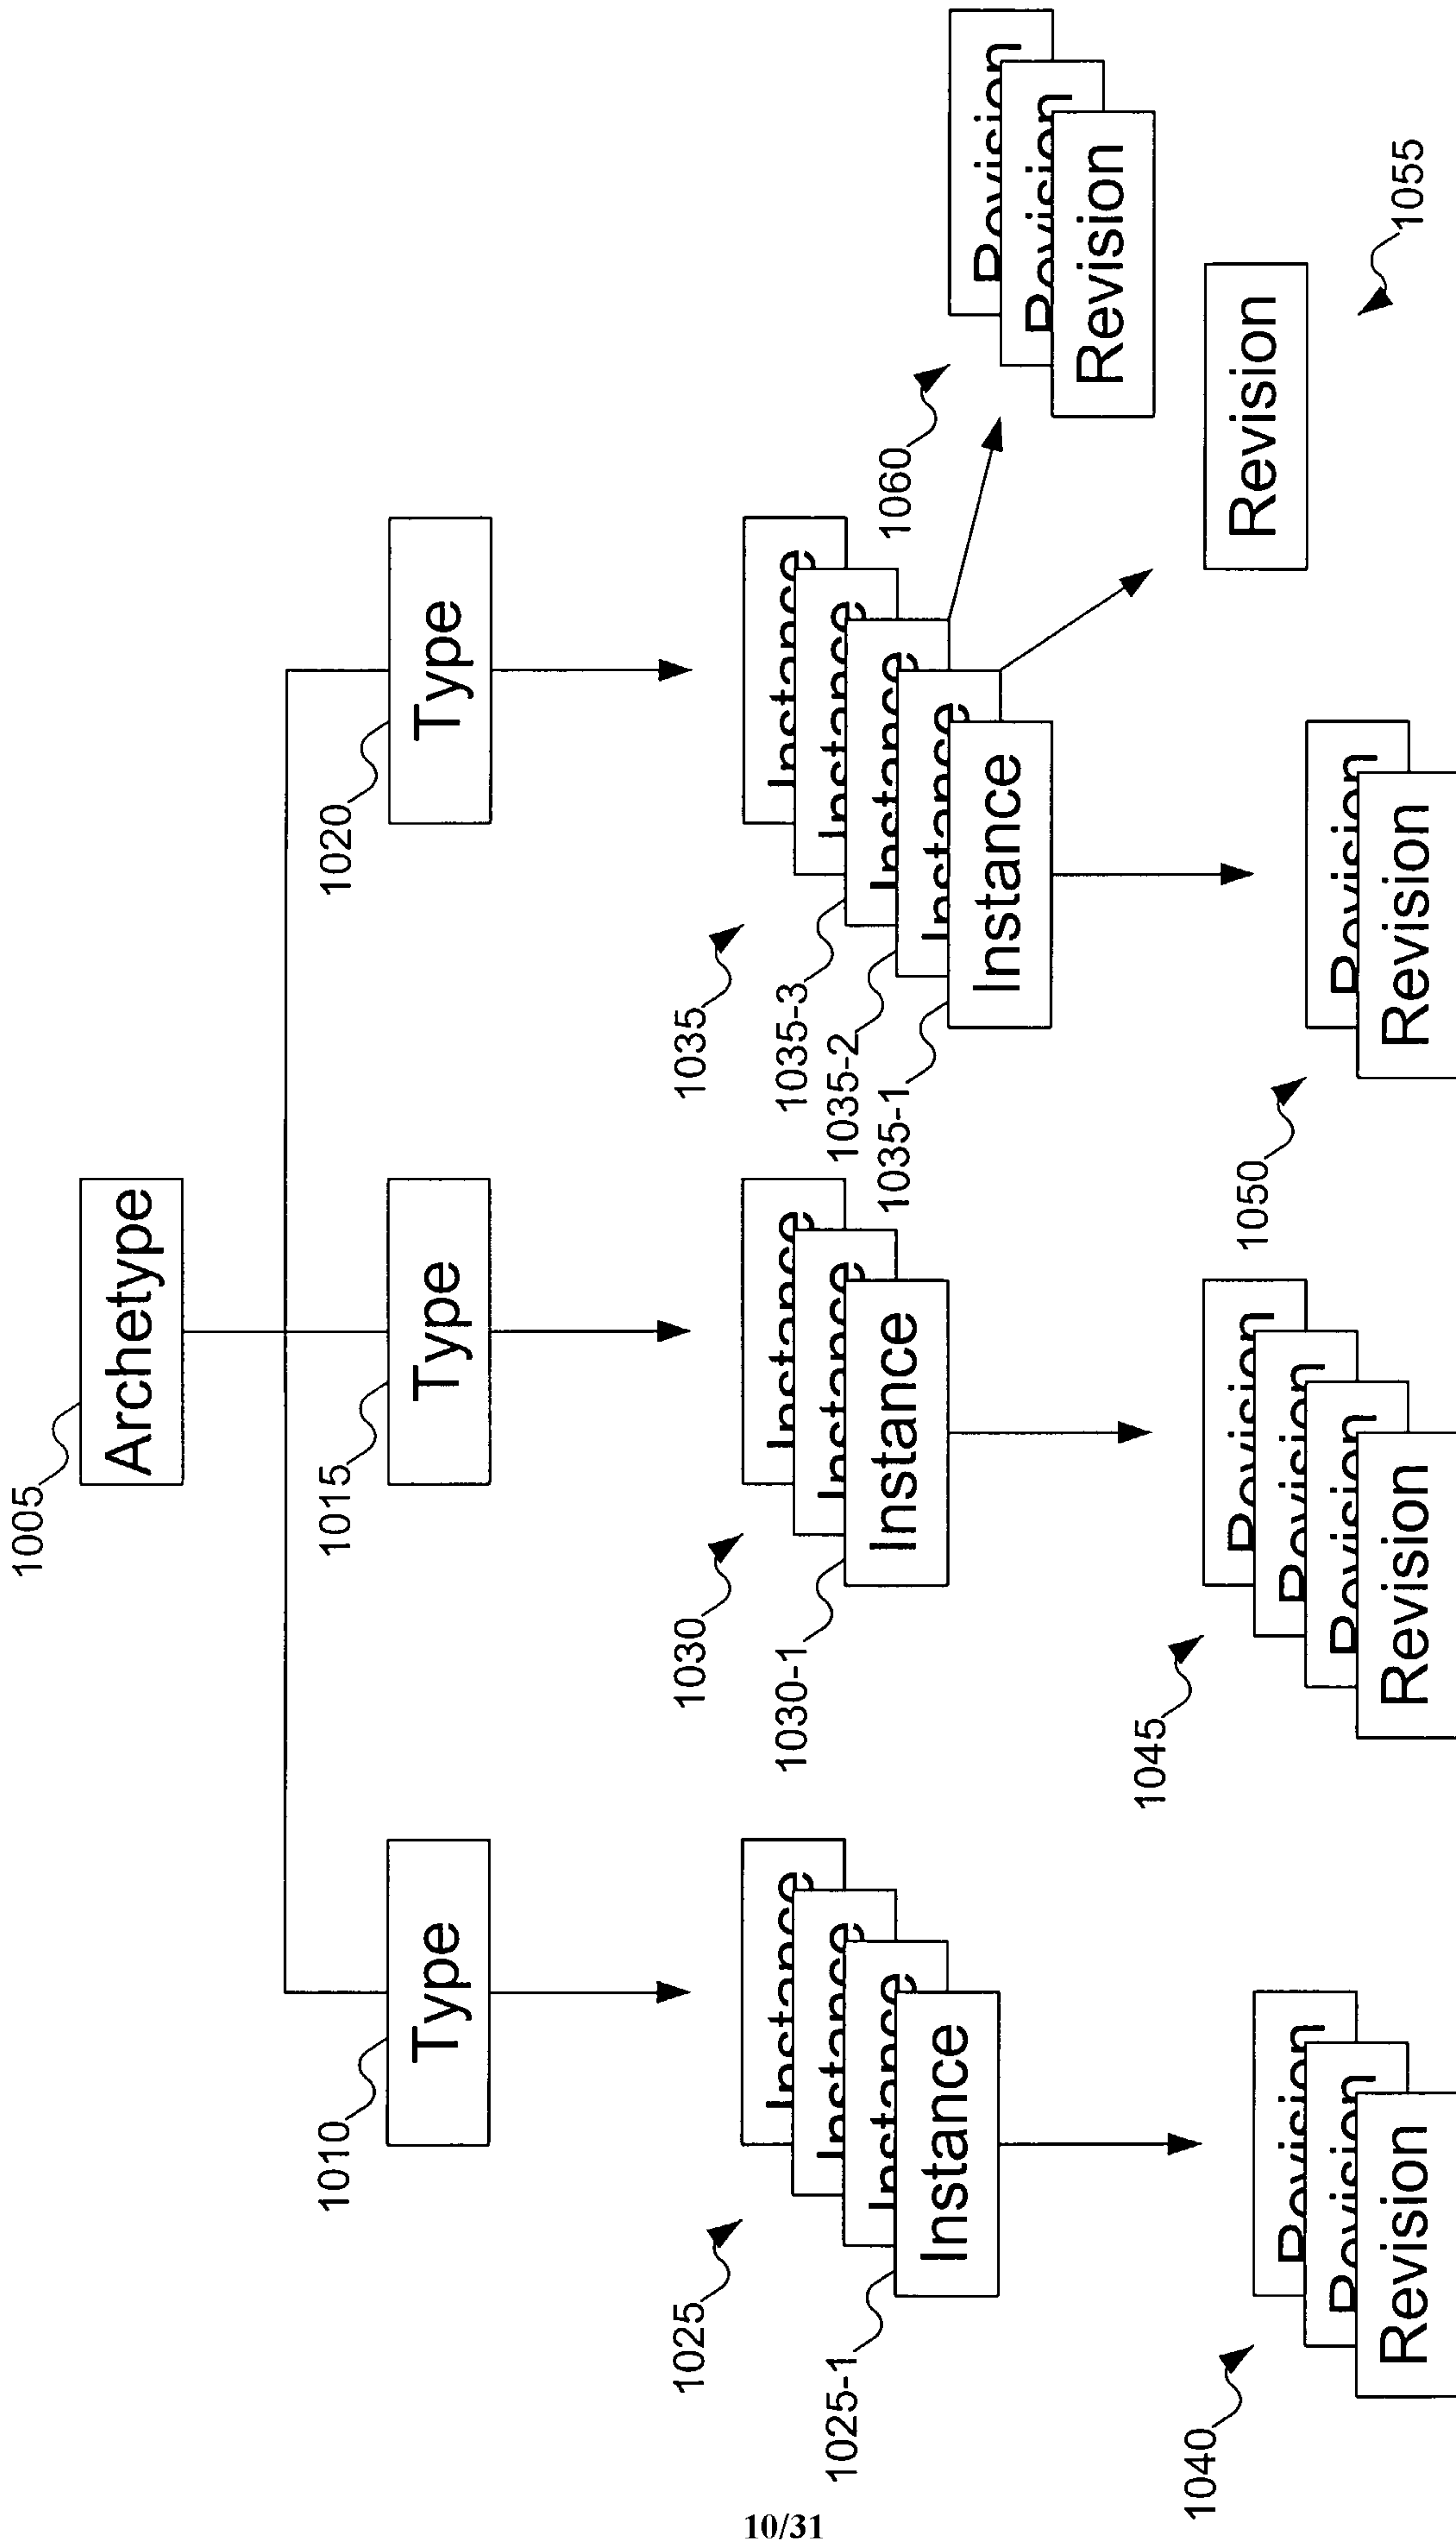 1005
Archetype
1010
Type
1015
Type
1020
Type
1025
Instance
Instance
Instance
1025-1
Instance
1030
Instance
Instance
1030-1
Instance
1035
Instance
Instance
1035-3
Instance
1035-2
Instance
1035-1
Instance
1040
Revision
Revision
Revision
1045
Revision
Revision
Revision
Revision
1050
Revision
Revision
1055
Revision
1060
Revision
Revision
Revision
10/31